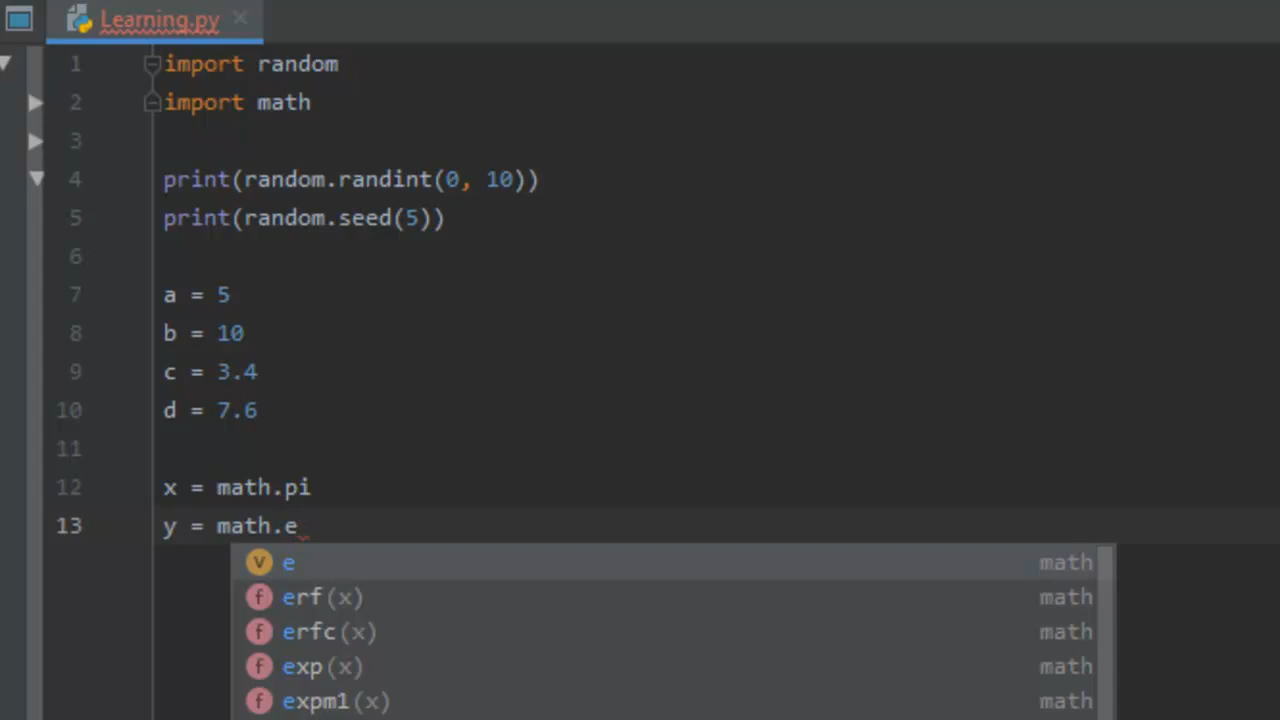 Learning.py
1 import random
2 import math
3
4 print(random.randint(0, 10))
5 print(random.seed(5))
6
7 a = 5
8 b = 10
9 c = 3.4
10 d = 7.6
11
12 x = math.pi
13 y = math.e
v e math
f erf(x) math
f erfc(x) math
f exp(x) math
f expm1(x) math